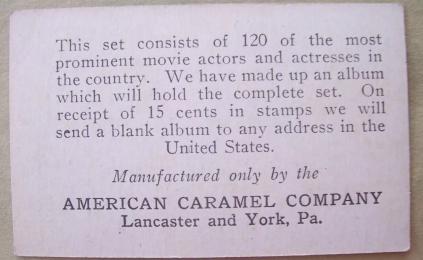 This set consists of 120 of the most
prominent movie actors and actresses in
the country. We have made up an album
which will hold the complete set. On
receipt of 15 cents in stamps we will
send a blank album to any address in the
United States.
Manufactured only by the
AMERICAN CARAMEL COMPANY
Lancaster and York, Pa.